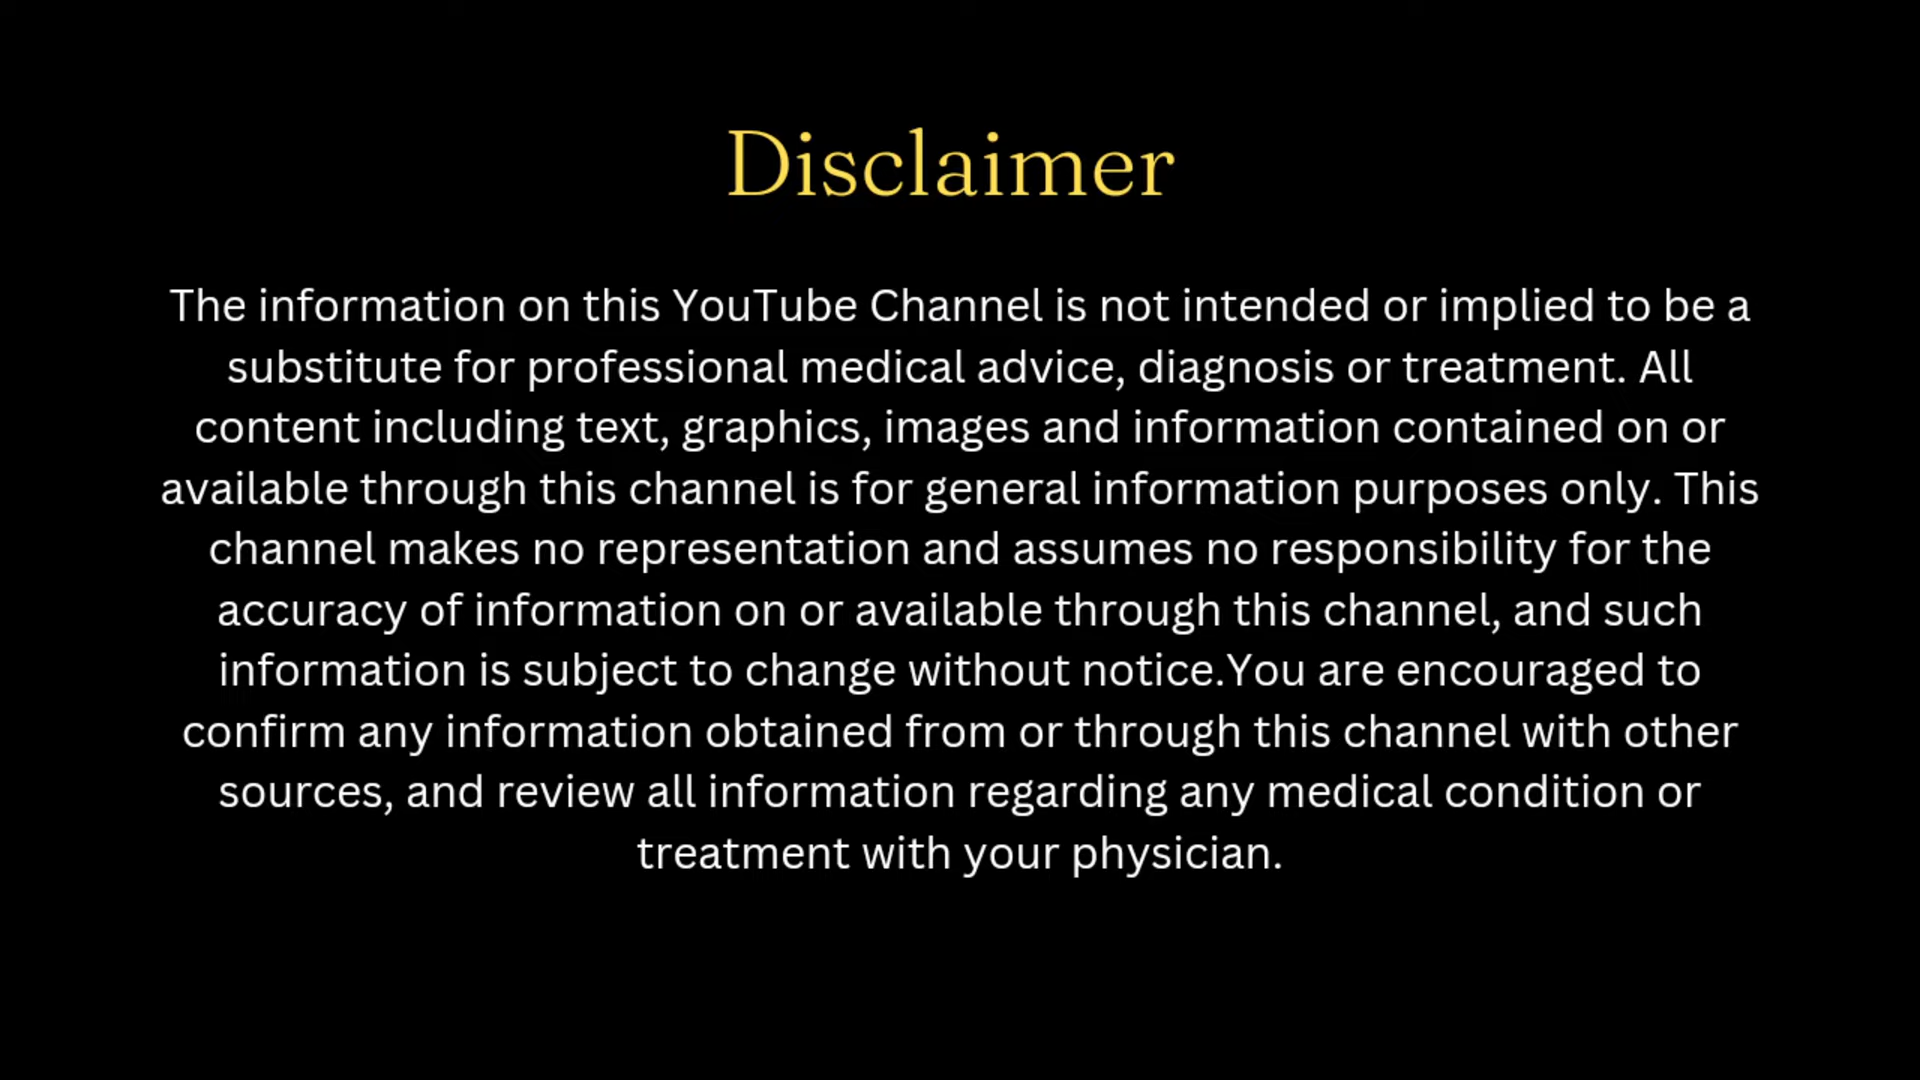 Disclaimer
The information on this YouTube Channel is not intended or implied to be a
substitute for professional medical advice, diagnosis or treatment. All
content including text, graphics, images and information contained on or
available through this channel is for general information purposes only. This
channel makes no representation and assumes no responsibility for the
accuracy of information on or available through this channel, and such
information is subject to change without notice.You are encouraged to
confirm any information obtained from or through this channel with other
sources, and review all information regarding any medical condition or
treatment with your physician.